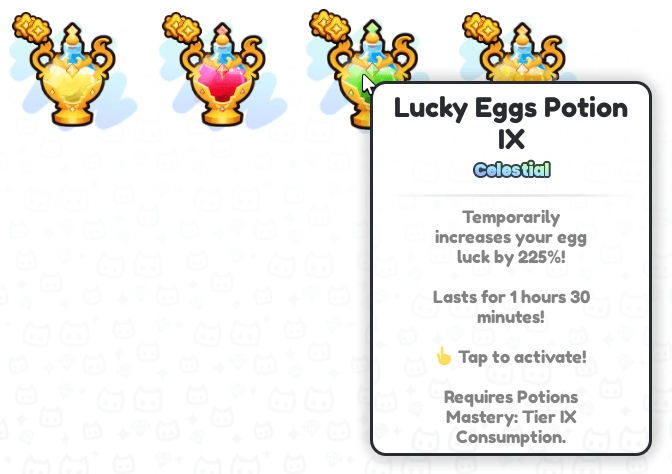 Lucky Eggs Potion
IX
Celestial
Temporarily
increases your egg
luck by 225%!
Lasts for 1 hours 30
minutes!
Tap to activate!
Requires Potions
Mastery: Tier IX
Consumption.